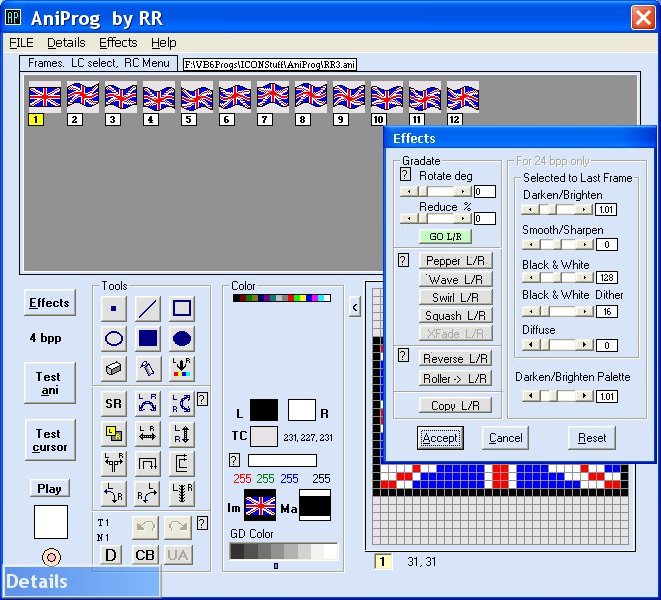 AP AniProg by RR
FILE Details Effects Help
Frames. LC select, RC Menu F:\VB6Progs\ICONStuff\AniProg\RR3.ani
1 2 3 4 5 6 7 8 9 10 11 12
Effects
Gradate
? Rotate deg
0
Reduce %
0
GO L/R
? Pepper L/R
Wave L/R
Swirl L/R
Squash L/R
XFade L/R
? Reverse L/R
Roller -> L/R
Copy L/R
For 24 bpp only
Selected to Last Frame
Darken/Brighten
1.01
Smooth/Sharpen
0
Black & White
128
Black & White Dither
16
Diffuse
0
Darken/Brighten Palette
1.01
Accept Cancel Reset
Effects
4 bpp
Test
ani
Test
cursor
Play
Tools
SR L R L R ?
L R L R L R
L R L R
L R L R L R
T1
N1
?
D CB UA
Color
<
L R
TC 231, 227, 231
?
255 255 255 255
Im Ma
GD Color
1 31, 31
Details